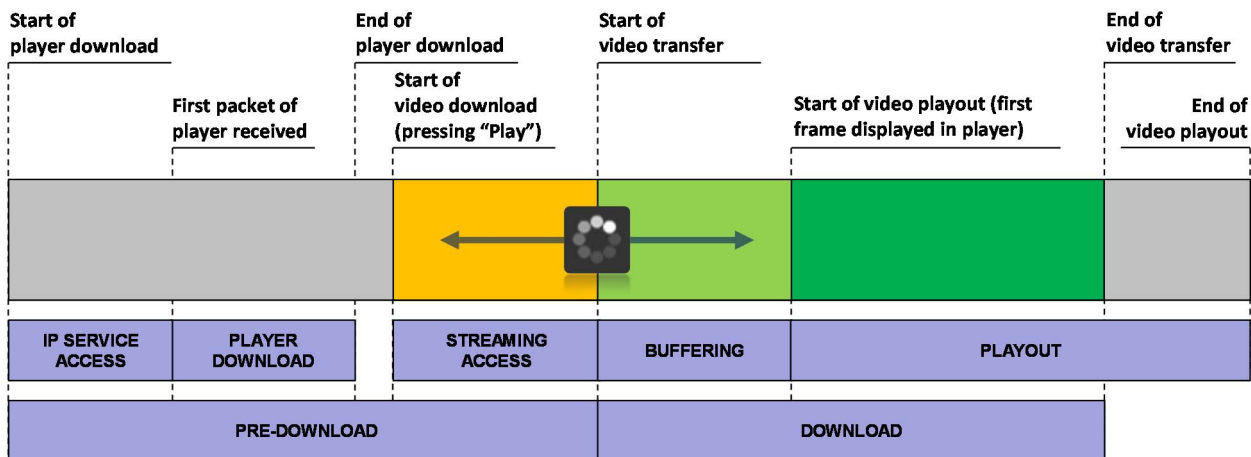 Start of
player download
End of
player download
Start of
video transfer
End of
video transfer
First packet of
player received
Start of
video download
(pressing “Play”)
Start of video playout (first
frame displayed in player)
End of
video playout
IP SERVICE
ACCESS
PLAYER
DOWNLOAD
STREAMING
ACCESS
BUFFERING
PLAYOUT
PRE-DOWNLOAD
DOWNLOAD